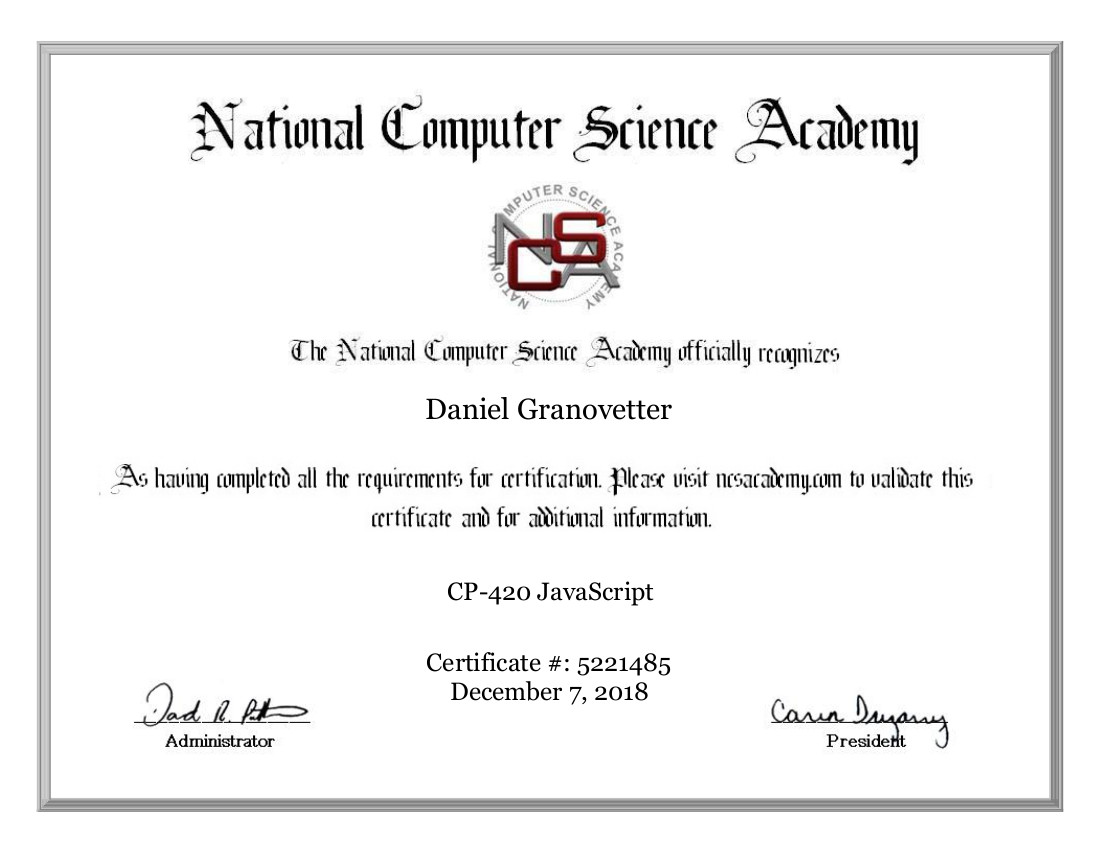 National Computer Science Academy
NATIONAL COMPUTER SCIENCE ACADEMY
NCSA
The National Computer Science Academy officially recognizes
Daniel Granovetter
As having completed all the requirements for certification. Please visit ncsacademy.com to validate this
certificate and for additional information.
CP-420 JavaScript
Certificate #: 5221485
December 7, 2018
Administrator
President